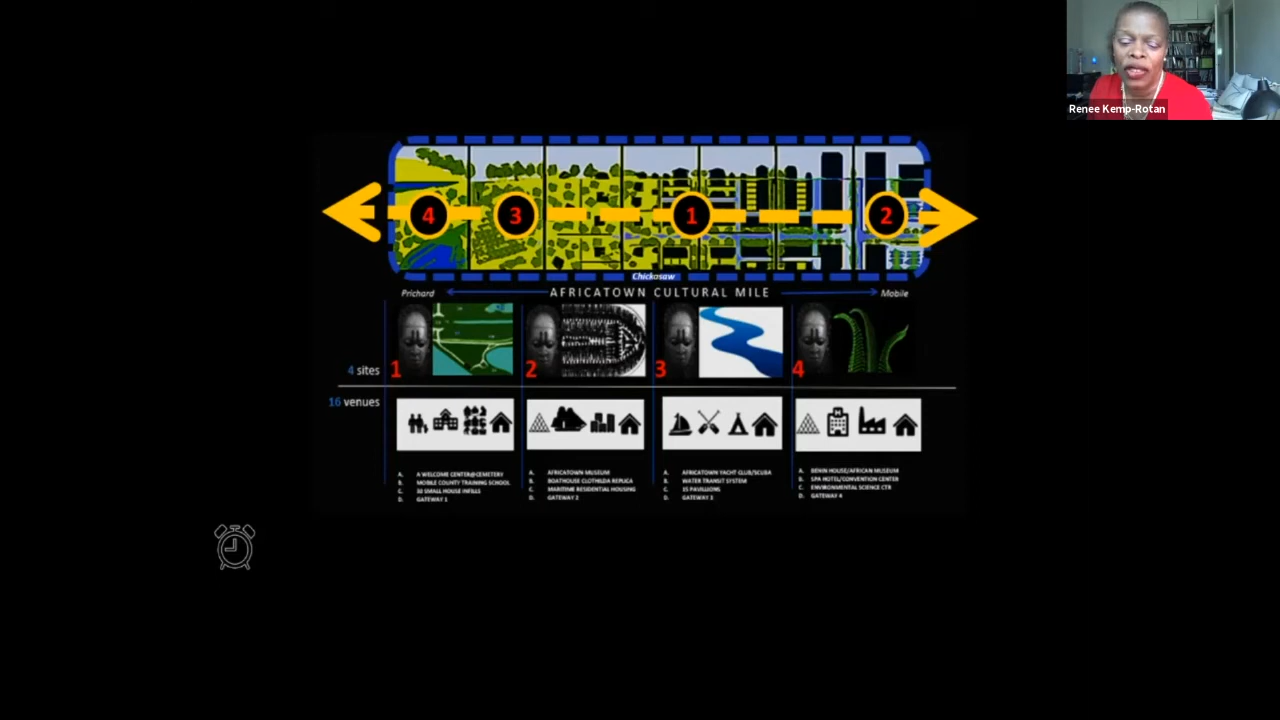 Renee Kemp-Rotan
4 3 1 2
Chickasaw
Prichard AFRICATOWN CULTURAL MILE Mobile
4 sites 1 2 3 4
16 venues
A. A WELCOME CENTER@CEMETERY
B. MOBILE COUNTY TRAINING SCHOOL
C. 30 SMALL HOUSE INFILLS
D. GATEWAY 1
A. AFRICATOWN MUSEUM
B. BOATHOUSE CLOTHILDA REPLICA
C. MARITIME RESIDENTIAL HOUSING
D. GATEWAY 2
A. AFRICATOWN YACHT CLUB/SCUBA
B. WATER TRANSIT SYSTEM
C. 15 PAVILLIONS
D. GATEWAY 3
A. BENIN HOUSE/AFRICAN MUSEUM
B. SPA HOTEL/CONVENTION CENTER
C. ENVIRONMENTAL SCIENCE CTR
D. GATEWAY 4